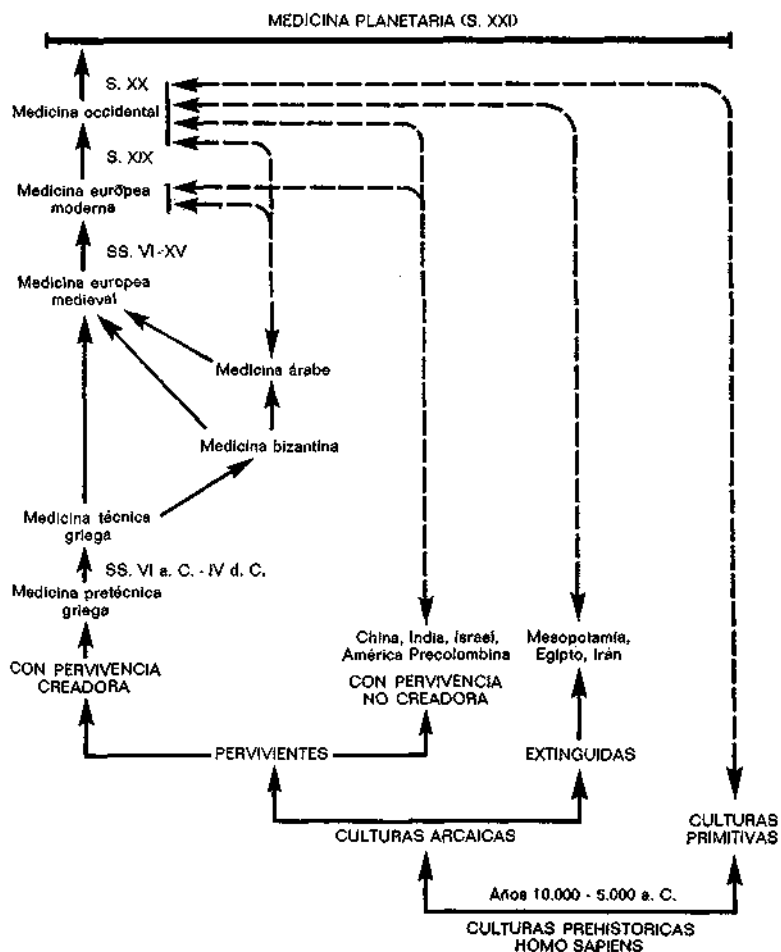 MEDICINA PLANETARIA (S. XXI)
S. XX
Medicina occidental
S. XIX
Medicina europea
moderna
SS. VI-XV
Medicina europea
medieval
Medicina árabe
Medicina bizantina
Medicina técnica
griega
SS. VI a. C. - IV d. C.
Medicina pretécnica
griega
China, India, Israel,
América Precolombina
Mesopotamía,
Egipto, Irán
CON PERVIVENCIA
CREADORA
CON PERVIVENCIA
NO CREADORA
PERVIVIENTES
EXTINGUIDAS
CULTURAS ARCAICAS
CULTURAS
PRIMITIVAS
Años 10.000 - 5.000 a. C.
CULTURAS PREHISTORICAS
HOMO SAPIENS